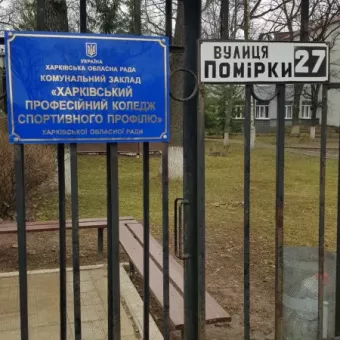 УКРАЇНА
ХАРКІВСЬКА ОБЛАСНА РАДА
КОМУНАЛЬНИЙ ЗАКЛАД
«ХАРКІВСЬКИЙ
ПРОФЕСІЙНИЙ КОЛЕДЖ
СПОРТИВНОГО ПРОФІЛЮ»
ХАРКІВСЬКОЇ ОБЛАСНОЇ РАДИ
ВУЛИЦЯ
ПОМІРКИ 27